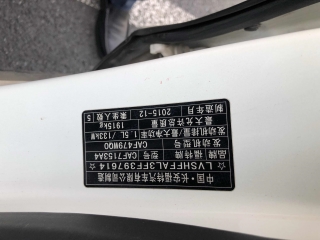 中国·长安福特汽车有限公司制造
☆LVSHFFAL3FF397614☆
品牌 福特牌 型号 CAF7153A4
发动机型号 CAF479WQ0
发动机排量/最大净功率 1.5L /133kW
最大允许总质量 1915kg
制造年月 2015-12 乘坐人数 5